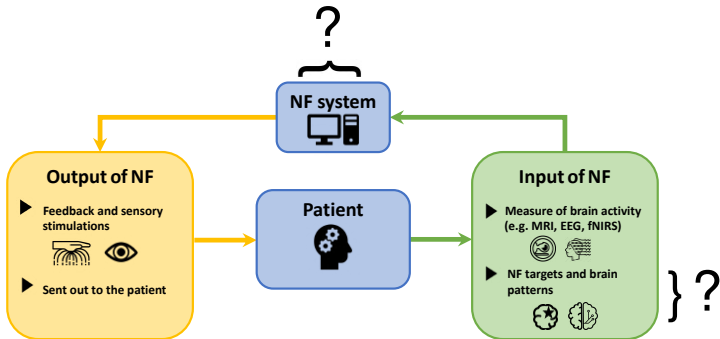 ?
NF system
Output of NF
Feedback and sensory
stimulations
Sent out to the patient
Patient
Input of NF
Measure of brain activity
(e.g. MRI, EEG, fNIRS)
NF targets and brain
patterns
?